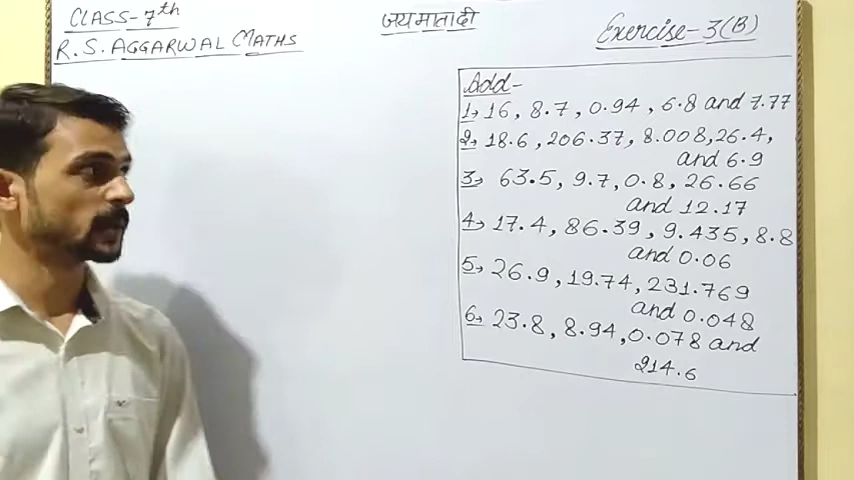 CLASS-7th
R.S. AGGARWAL MATHS
जय माता दी
Exercise-3(B)
Add-
1→ 16, 8.7, 0.94, 6.8 and 7.77
2→ 18.6, 206.37, 8.008, 26.4,
and 6.9
3→ 63.5, 9.7, 0.8, 26.66
and 12.17
4→ 17.4, 86.39, 9.435, 8.8
and 0.06
5→ 26.9, 19.74, 231.769
and 0.048
6→ 23.8, 8.94, 0.078 and
214.6